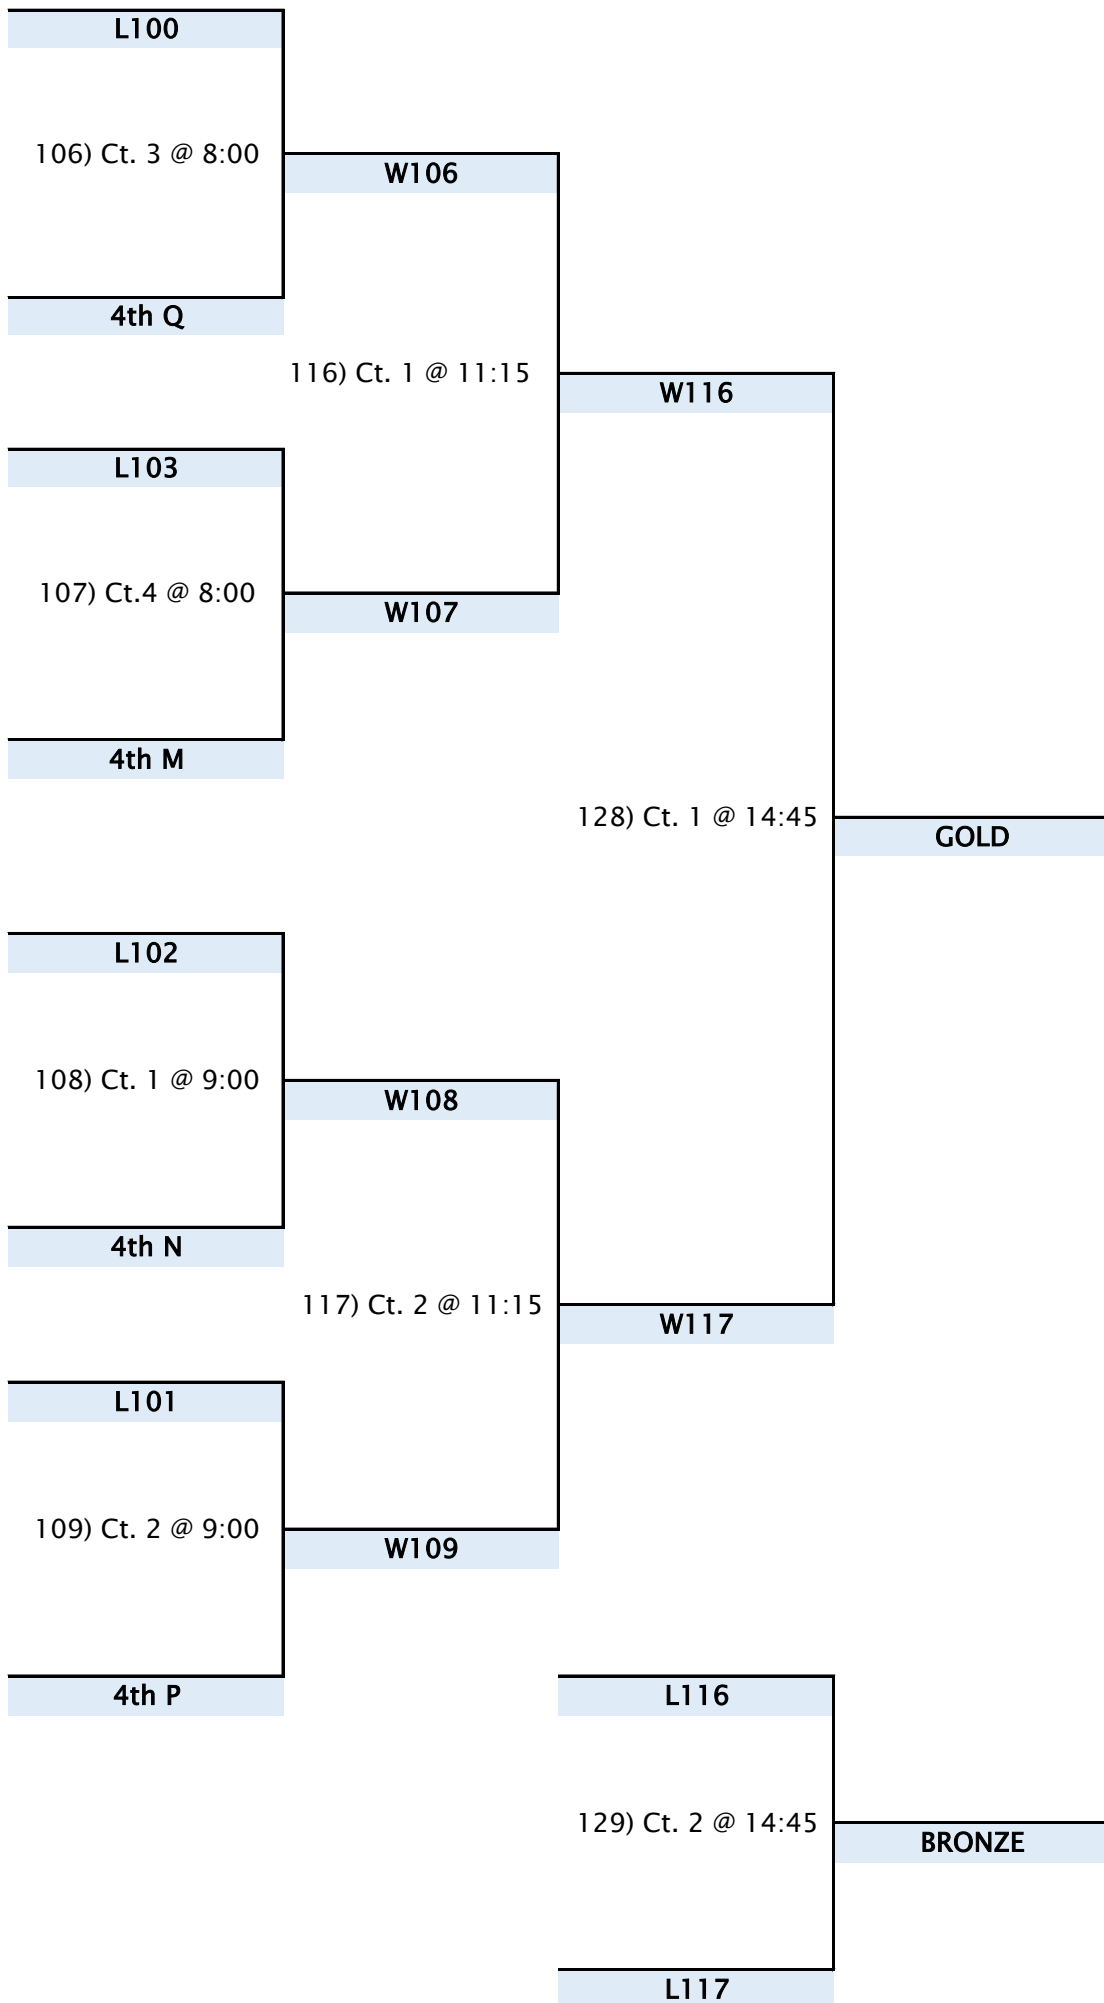 L100
106) Ct. 3 @ 8:00
W106
4th Q
116) Ct. 1 @ 11:15
W116
L103
107) Ct.4 @ 8:00
W107
4th M
128) Ct. 1 @ 14:45
GOLD
L102
108) Ct. 1 @ 9:00
W108
4th N
117) Ct. 2 @ 11:15
W117
L101
109) Ct. 2 @ 9:00
W109
4th P
L116
129) Ct. 2 @ 14:45
BRONZE
L117